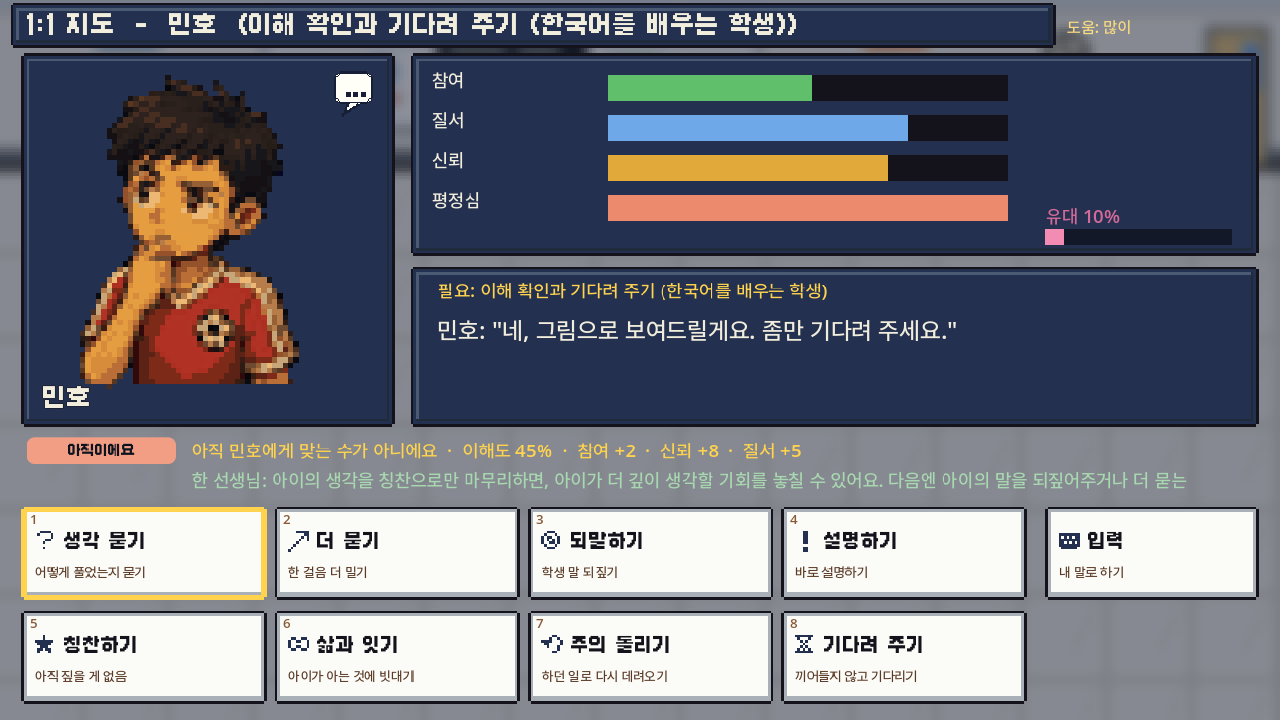 1:1 지도 - 민호 (이해 확인과 기다려 주기 (한국어를 배우는 학생))
도움: 많이
참여
질서
신뢰
평정심
유대 10%
민호
필요: 이해 확인과 기다려 주기 (한국어를 배우는 학생)
민호: "네, 그림으로 보여드릴게요. 좀만 기다려 주세요."
아직이에요
아직 민호에게 맞는 수가 아니에요 · 이해도 45% · 참여 +2 · 신뢰 +8 · 질서 +5
한 선생님: 아이의 생각을 칭찬으로만 마무리하면, 아이가 더 깊이 생각할 기회를 놓칠 수 있어요. 다음엔 아이의 말을 되짚어주거나 더 묻는
1
? 생각 묻기
어떻게 풀었는지 묻기
2
더 묻기
한 걸음 더 밀기
3
되말하기
학생 말 되짚기
4
! 설명하기
바로 설명하기
입력
내 말로 하기
5
칭찬하기
아직 짚을 게 없음
6
삶과 잇기
아이가 아는 것에 빗대기
7
주의 돌리기
하던 일로 다시 데려오기
8
기다려 주기
끼어들지 않고 기다리기